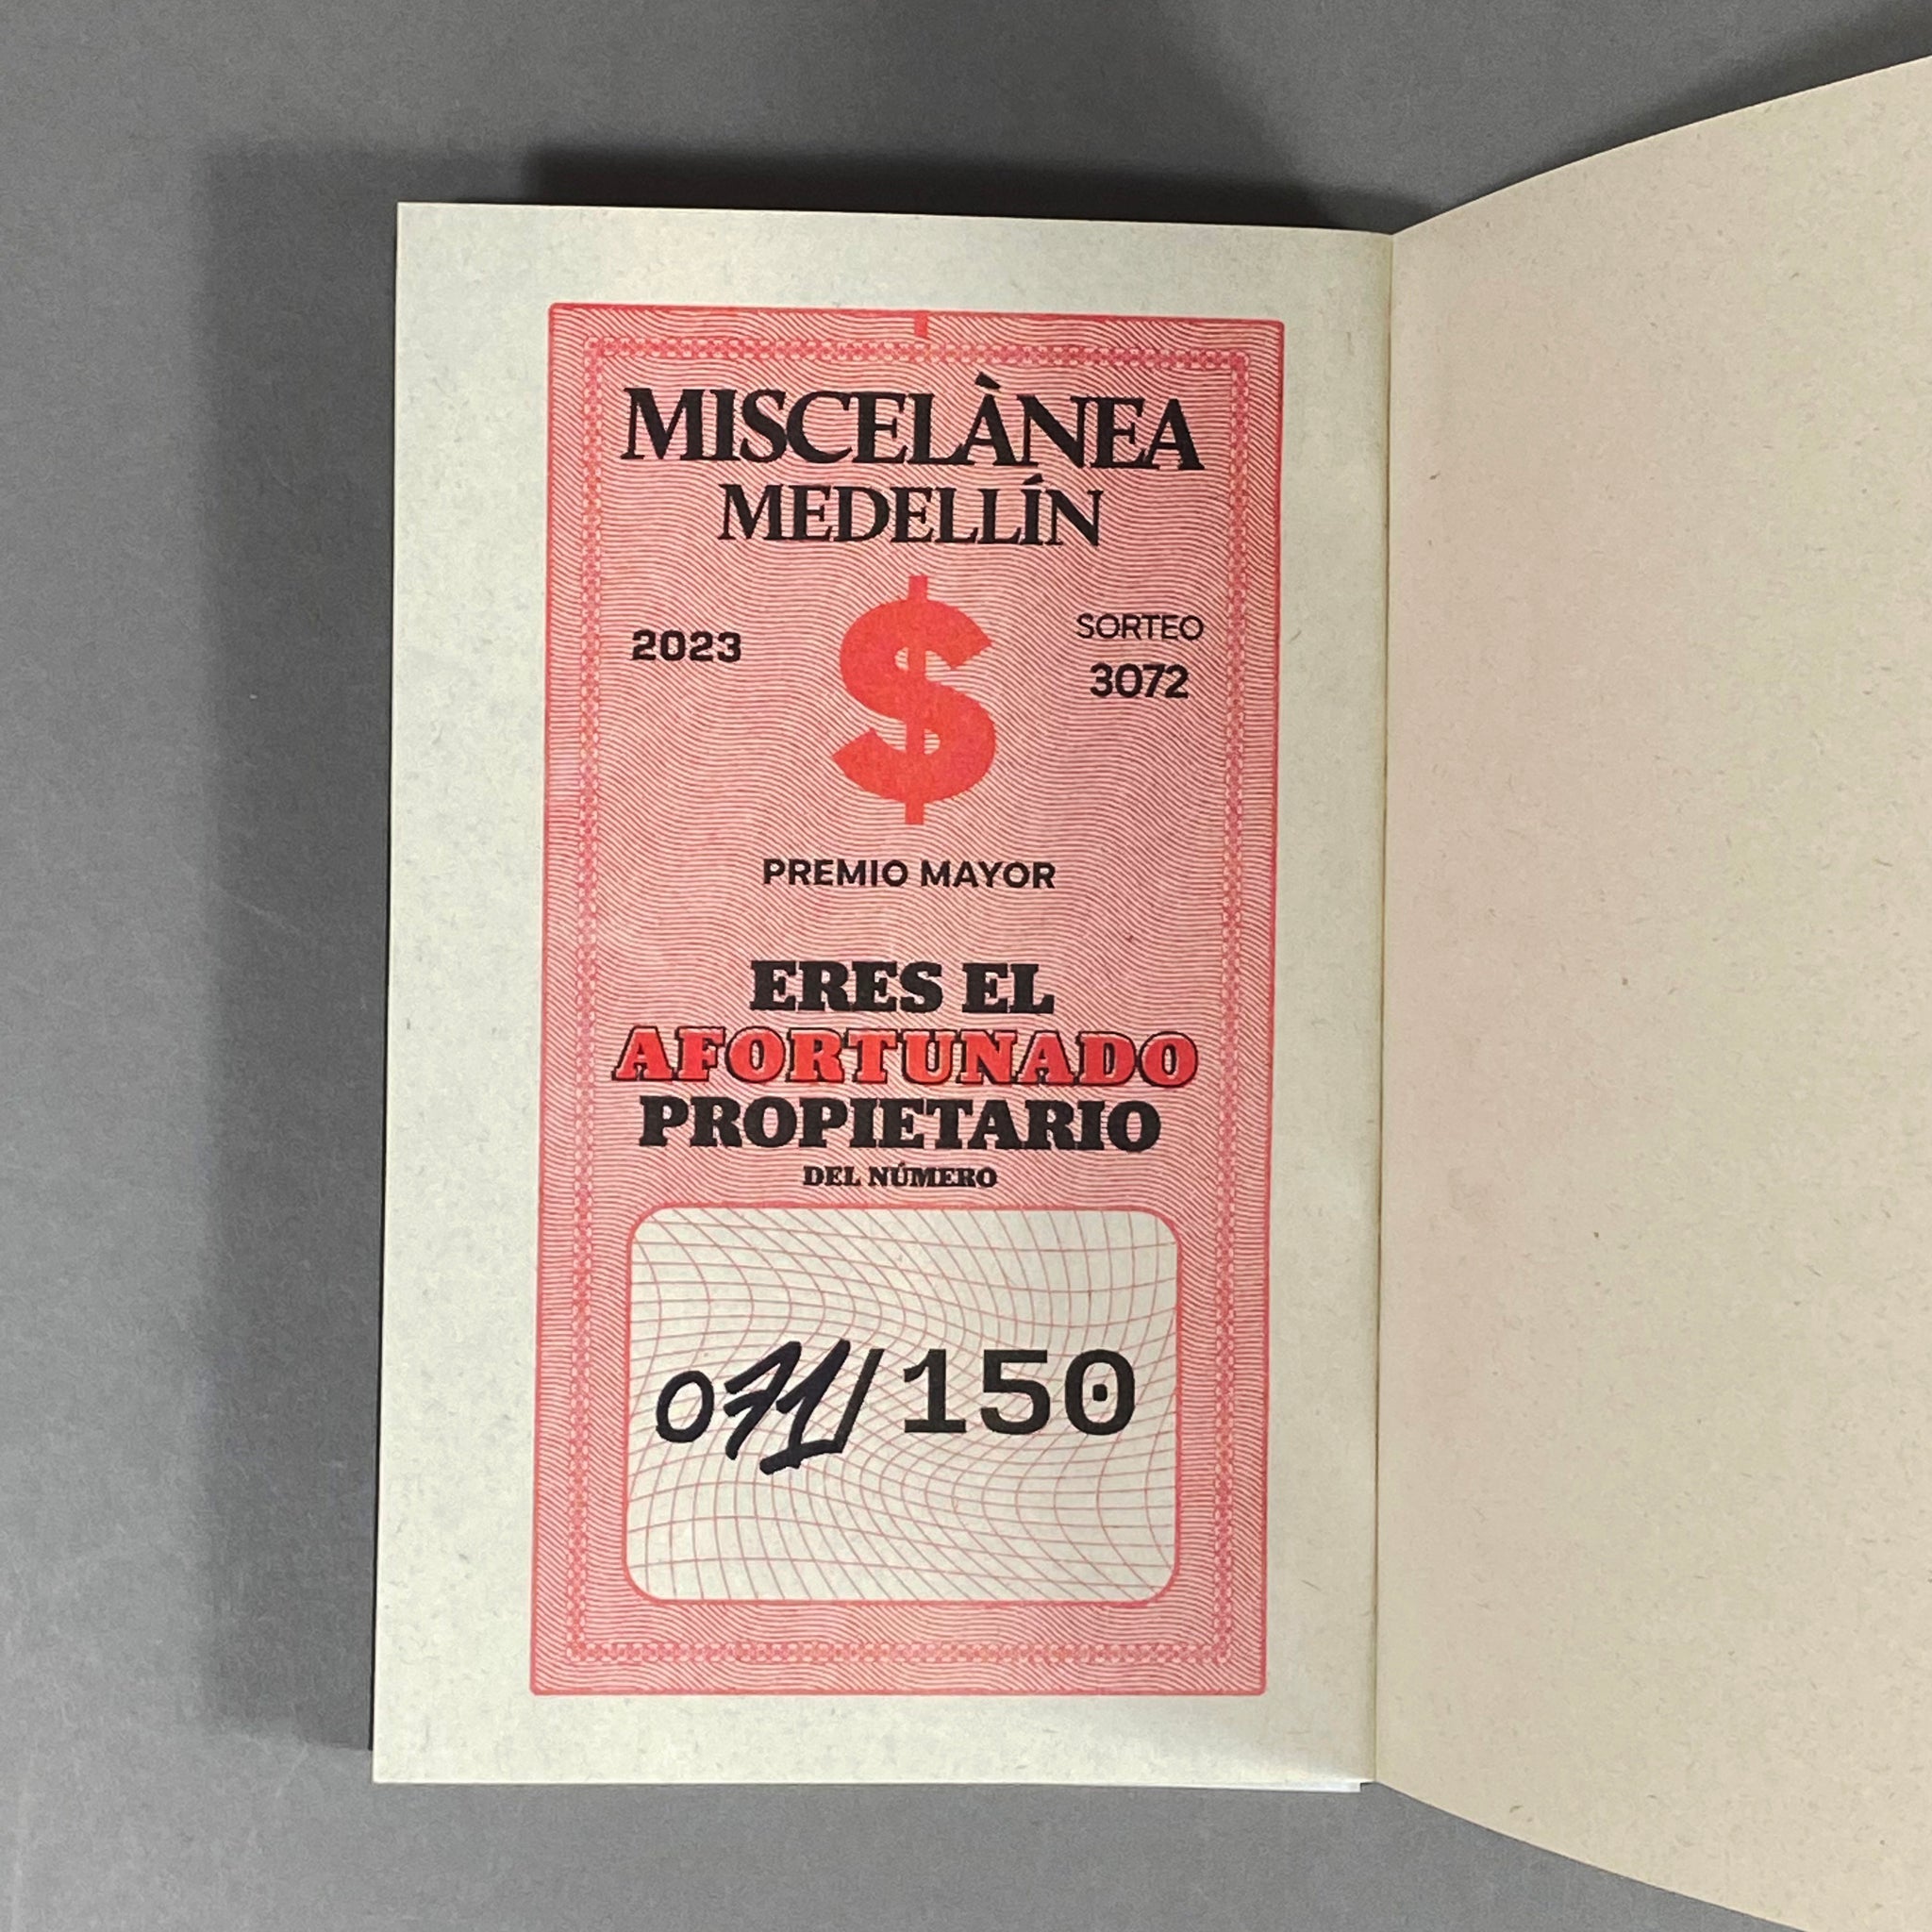 MISCELÀNEA
MEDELLÍN
$
2023
SORTEO
3072
PREMIO MAYOR
ERES EL
AFORTUNADO
PROPIETARIO
DEL NÚMERO
071/150